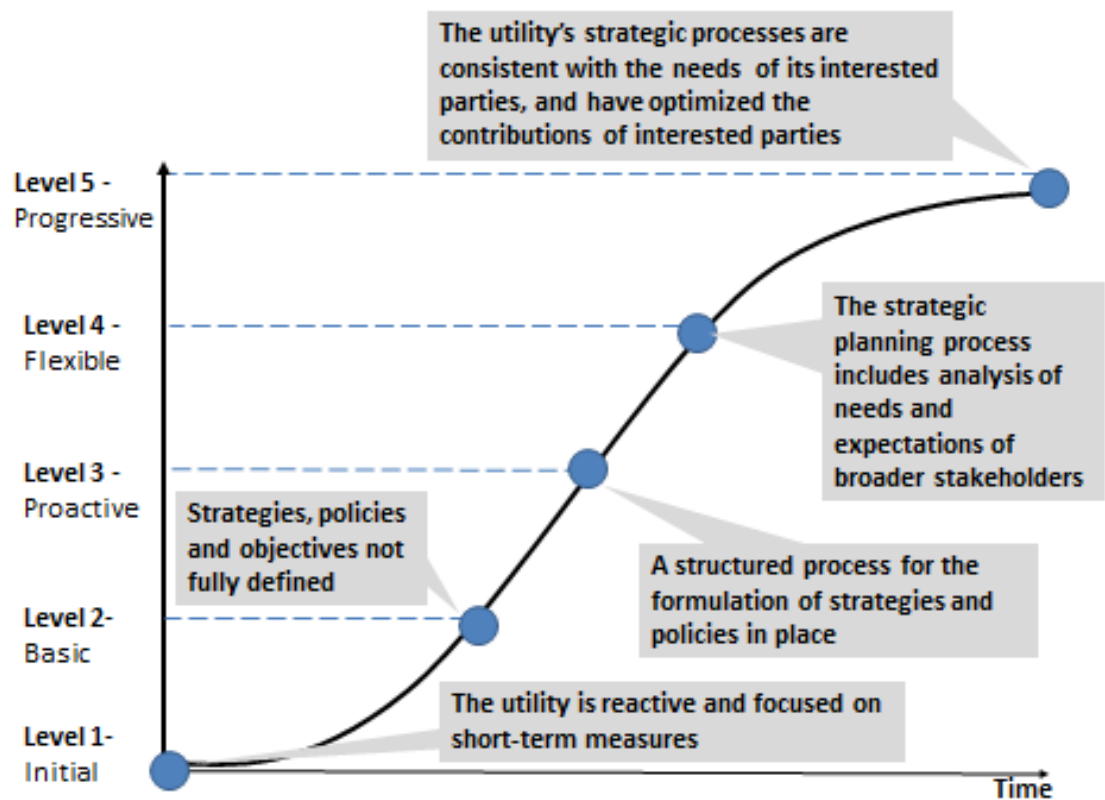 The utility's strategic processes are
consistent with the needs of its interested
parties, and have optimized the
contributions of interested parties
Level 5 -
Progressive
Level 4 -
Flexible
The strategic
planning process
includes analysis of
needs and
expectations of
broader stakeholders
Level 3 -
Proactive
Strategies, policies
and objectives not
fully defined
A structured process for the
formulation of strategies and
policies in place
Level 2-
Basic
The utility is reactive and focused on
short-term measures
Level 1-
Initial
Time